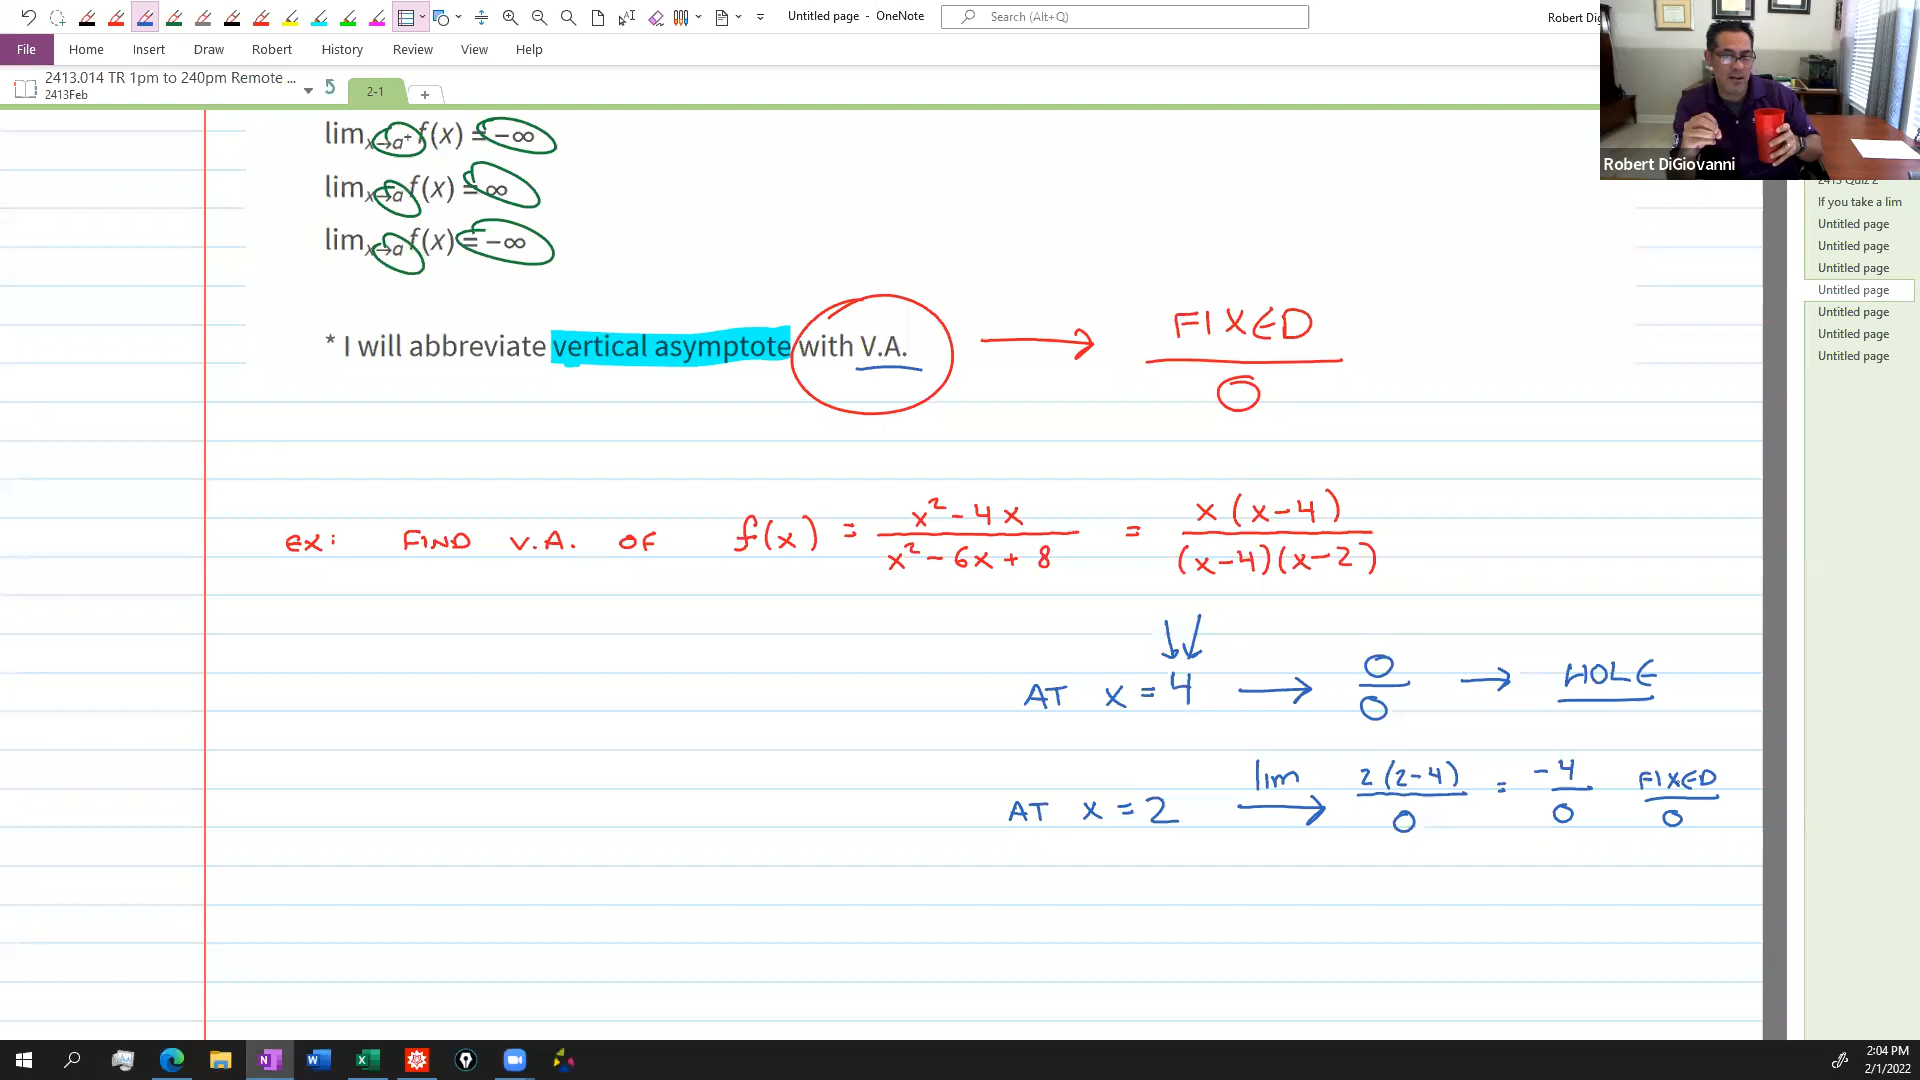 Untitled page - OneNote
Search (Alt+Q)
Robert Di
File Home Insert Draw Robert History Review View Help
2413.014 TR 1pm to 240pm Remote ...
2413Feb
2-1
Robert DiGiovanni
lim x→a⁺ f(x) = -∞
lim x→a f(x) = ∞
lim x→a f(x) = -∞
* I will abbreviate vertical asymptote with V.A.
FIXED
0
ex: FIND V.A. OF f(x) = x² - 4x / x² - 6x + 8 = x(x-4) / (x-4)(x-2)
AT x = 4 → 0/0 → HOLE
AT x = 2 lim → 2(2-4) / 0 = -4/0 FIXED/0
2413 Quiz 2
If you take a lim
Untitled page
Untitled page
Untitled page
Untitled page
Untitled page
Untitled page
Untitled page
2:04 PM
2/1/2022